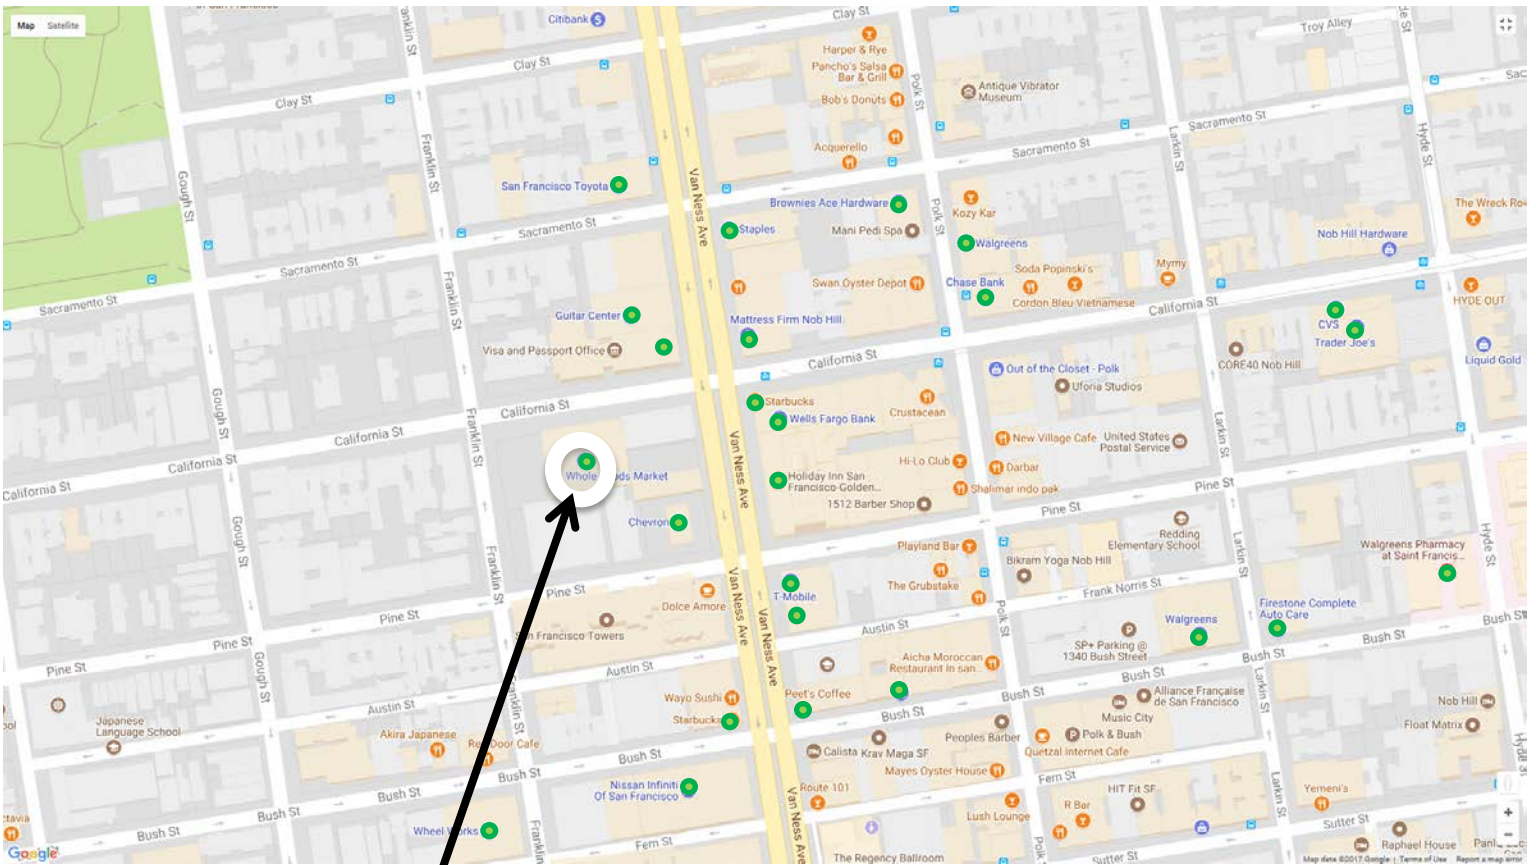 Map Satellite
Citibank
Clay St
Troy Alley
Harper & Rye
Pancho's Salsa
Bar & Grill
Bob's Donuts
Acquerello
Antique Vibrator
Museum
Clay St
Clay St
Franklin St
Gough St
Polk St
Sacramento St
Sacramento St
Larkin St
Hyde St
San Francisco Toyota
Van Ness Ave
Brownies Ace Hardware
Kozy Kar
The Wreck Roo
Staples
Mani Pedi Spa
Polk St
Walgreens
Nob Hill Hardware
Sacramento St
Sacramento St
Sacramento St
Franklin St
Swan Oyster Depot
Chase Bank
Soda Popinski's
Mymy
Cordon Bleu Vietnamese
California St
HYDE OUT
Guitar Center
Mattress Firm Nob Hill
Visa and Passport Office
California St
CVS
Trader Joe's
CORE40 Nob Hill
Liquid Gold
Out of the Closet - Polk
Uforia Studios
Gough St
California St
California St
California St
Franklin St
Starbucks
Wells Fargo Bank
Crustacean
Larkin St
New Village Cafe
United States
Postal Service
Van Ness Ave
Hi-Lo Club
Darbar
Whole
ds Market
Holiday Inn San
Francisco-Golden...
Shalimar indo pak
1512 Barber Shop
Pine St
Pine St
Chevron
Gough St
Franklin St
Redding
Elementary School
Larkin St
Hyde St
Playland Bar
Bikram Yoga Nob Hill
Walgreens Pharmacy
at Saint Francis...
The Grubstake
Frank Norris St
Pine St
Dolce Amore
Van Ness Ave
Van Ness Ave
T-Mobile
Polk St
Firestone Complete
Auto Care
Walgreens
Pine St
Pine St
San Francisco Towers
Austin St
SP+ Parking @
1340 Bush Street
Bush St
Bush St
Bush St
Gough St
Austin St
Austin St
Aicha Moroccan
Restaurant In san...
Wayo Sushi
Peet's Coffee
Starbucks
Bush St
Alliance Française
de San Francisco
Music City
Larkin St
Nob Hill
Float Matrix
Japanese
Language School
Akira Japanese
Door Cafe
Peoples Barber
Polk & Bush
Quetzal Internet Cafe
Calista
Krav Maga SF
Mayes Oyster House
Bush St
Bush St
Bush St
Bush St
Bush St
Nissan Infiniti
Of San Francisco
Route 101
Fern St
HIT Fit SF
Yemeni's
Lush Lounge
R Bar
Larkin St
Van Ness Ave
Wheel
Fern St
Sutter St
Sutter St
The Regency Ballroom
Raphael House
Google
Map data ©2017 Google Terms of Use Report a map error